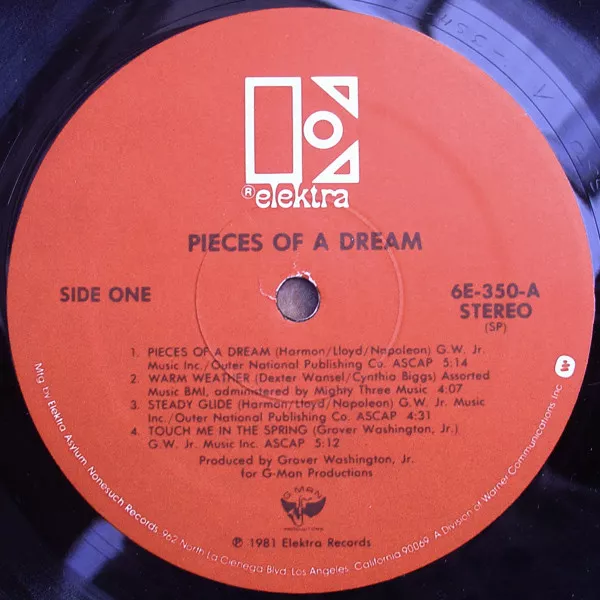 ® elektra
PIECES OF A DREAM
SIDE ONE
6E-350-A
STEREO
(SP)
1. PIECES OF A DREAM (Harmon/Lloyd/Napoleon) G.W. Jr.
Music Inc./Outer National Publishing Co. ASCAP 5:14
2. WARM WEATHER (Dexter Wansel/Cynthia Biggs) Assorted
Music BMI, administered by Mighty Three Music 4:07
3. STEADY GLIDE (Harmon/Lloyd/Napoleon) G.W. Jr. Music
Inc./Outer National Publishing Co. ASCAP 4:31
4. TOUCH ME IN THE SPRING (Grover Washington, Jr.)
G.W. Jr. Music Inc. ASCAP 5:12
Produced by Grover Washington, Jr.
for G-Man Productions
G-MAN
PRODUCTIONS
℗ 1981 Elektra Records
Mfg. by Elektra Asylum Nonesuch Records, 962 North La Cienega Blvd., Los Angeles, California 90069. A Division of Warner Communications Inc.